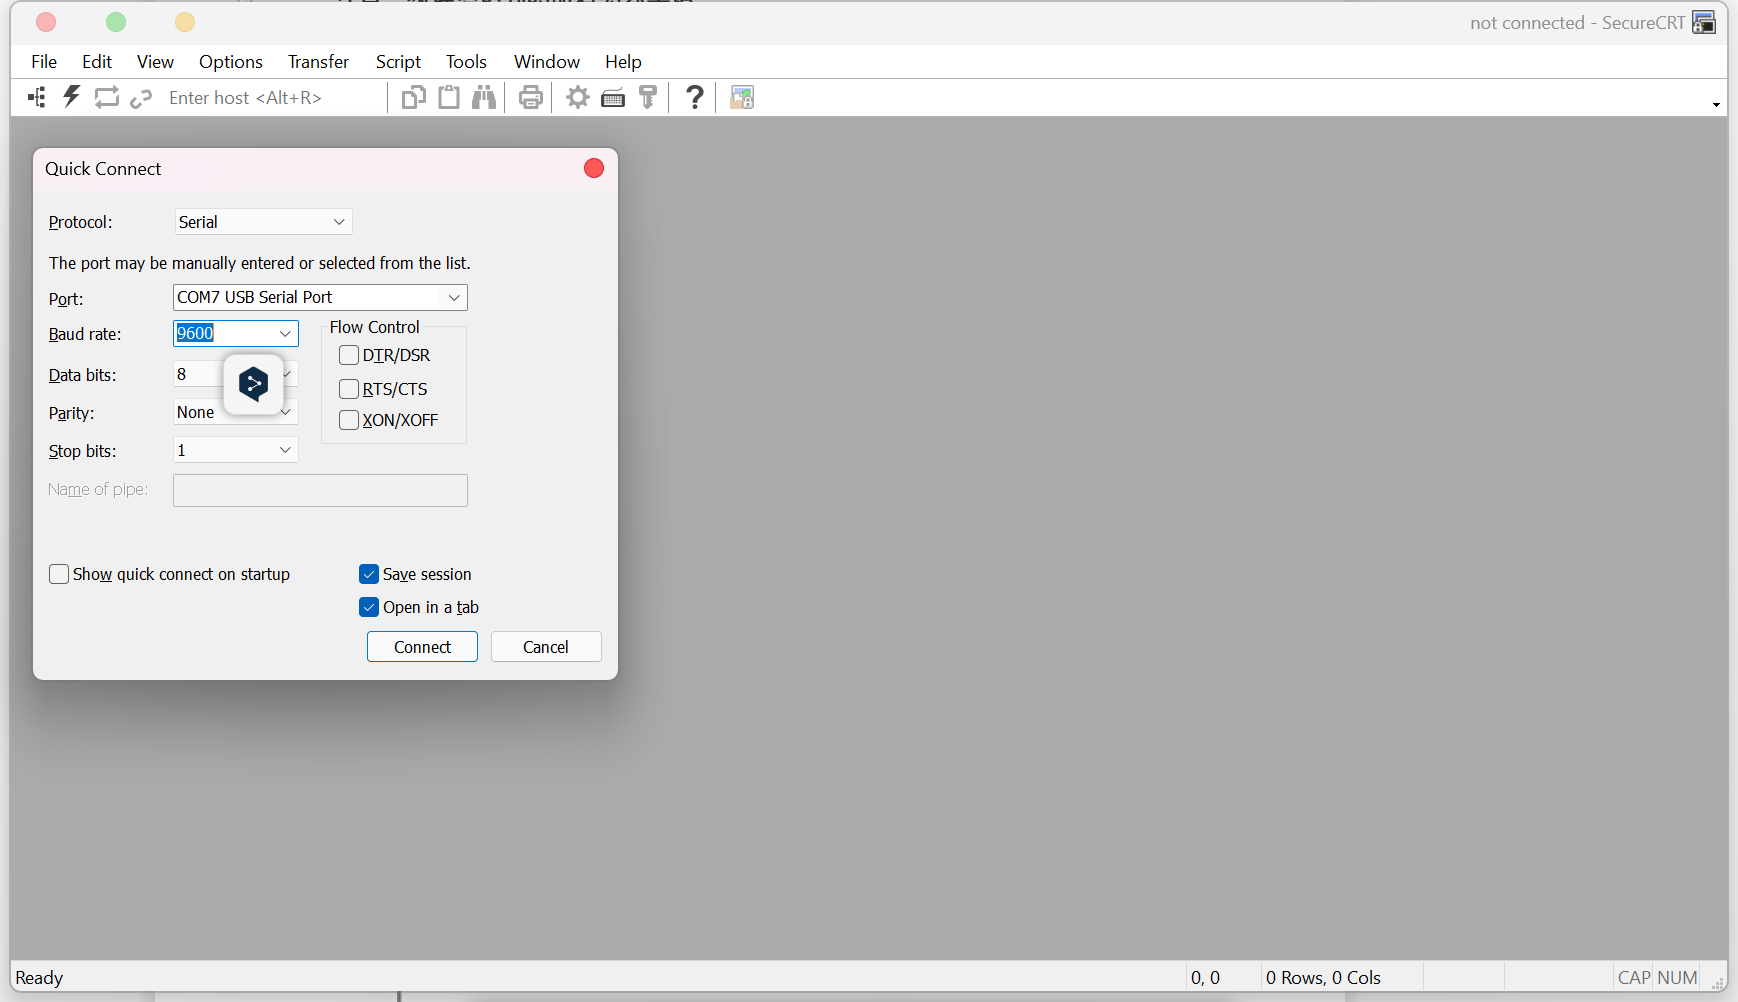 not connected - SecureCRT
File Edit View Options Transfer Script Tools Window Help
Enter host <Alt+R>
Quick Connect
Protocol: Serial
The port may be manually entered or selected from the list.
Port: COM7 USB Serial Port
Baud rate: 9600
Flow Control
DTR/DSR
Data bits: 8
RTS/CTS
Parity: None
XON/XOFF
Stop bits: 1
Name of pipe:
Show quick connect on startup
Save session
Open in a tab
Connect Cancel
Ready 0, 0 0 Rows, 0 Cols CAP NUM